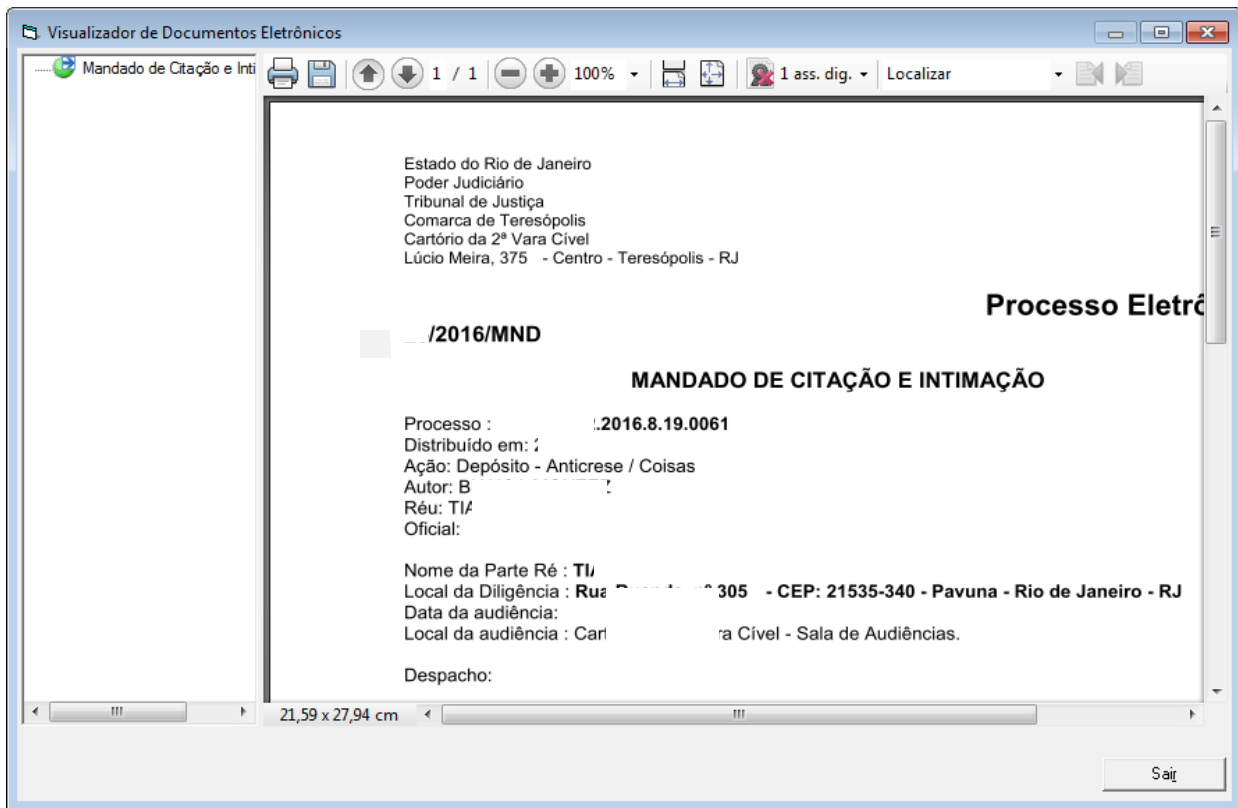 Visualizador de Documentos Eletrônicos
Mandado de Citação e Inti
1 / 1
100%
1 ass. dig.
Localizar
Estado do Rio de Janeiro
Poder Judiciário
Tribunal de Justiça
Comarca de Teresópolis
Cartório da 2ª Vara Cível
Lúcio Meira, 375 - Centro - Teresópolis - RJ
Processo Eletrô
/2016/MND
MANDADO DE CITAÇÃO E INTIMAÇÃO
Processo : .2016.8.19.0061
Distribuído em:
Ação: Depósito - Anticrese / Coisas
Autor: B
Réu: TIA
Oficial:
Nome da Parte Ré : TIA
Local da Diligência : Rua 305 - CEP: 21535-340 - Pavuna - Rio de Janeiro - RJ
Data da audiência:
Local da audiência : Cart ra Cível - Sala de Audiências.
Despacho:
21,59 x 27,94 cm
Sair